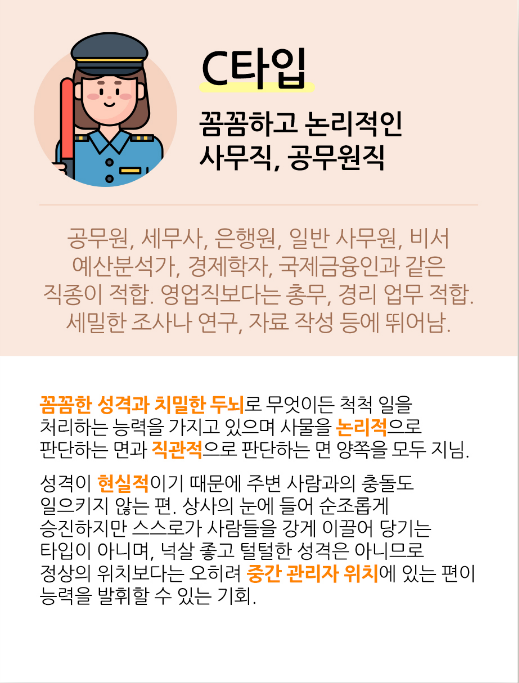 C타입
꼼꼼하고 논리적인
사무직, 공무원직
공무원, 세무사, 은행원, 일반 사무원, 비서
예산분석가, 경제학자, 국제금융인과 같은
직종이 적합. 영업직보다는 총무, 경리 업무 적합.
세밀한 조사나 연구, 자료 작성 등에 뛰어남.
꼼꼼한 성격과 치밀한 두뇌로 무엇이든 척척 일을
처리하는 능력을 가지고 있으며 사물을 논리적으로
판단하는 면과 직관적으로 판단하는 면 양쪽을 모두 지님.
성격이 현실적이기 때문에 주변 사람과의 충돌도
일으키지 않는 편. 상사의 눈에 들어 순조롭게
승진하지만 스스로가 사람들을 강게 이끌어 당기는
타입이 아니며, 넉살 좋고 털털한 성격은 아니므로
정상의 위치보다는 오히려 중간 관리자 위치에 있는 편이
능력을 발휘할 수 있는 기회.